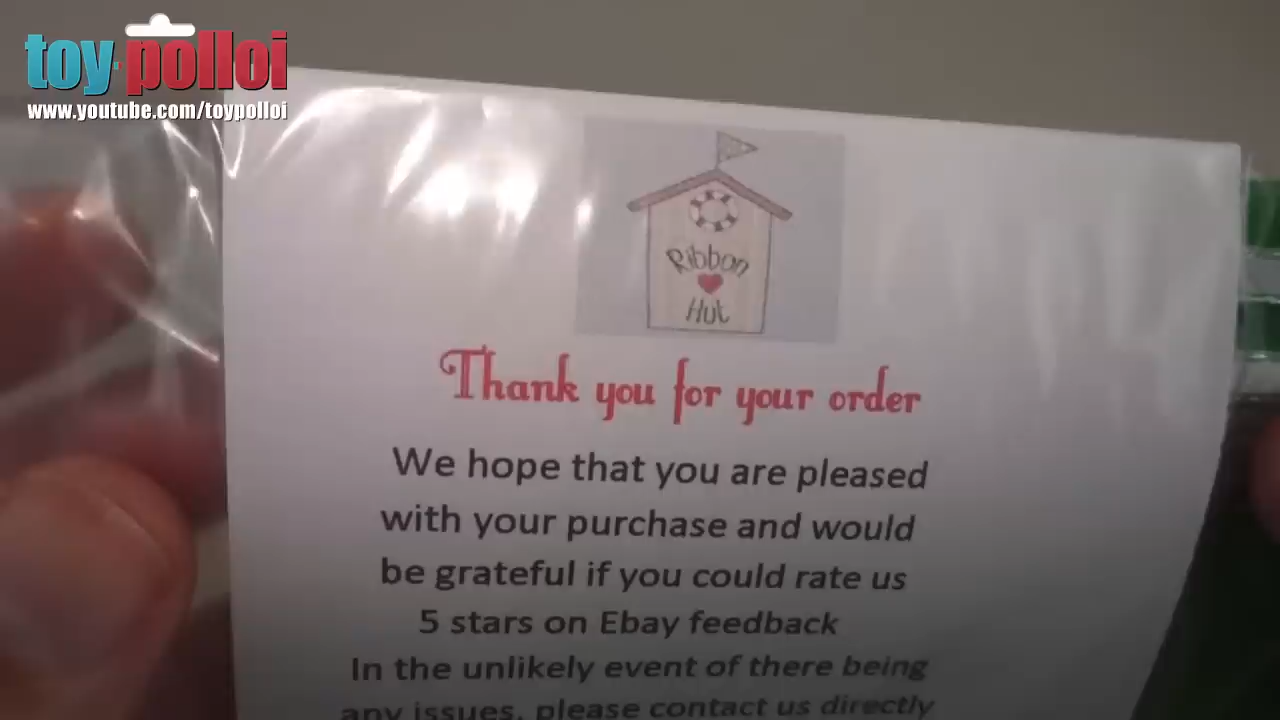 toy polloi
www.youtube.com/toypolloi
Ribbon
Hut
Thank you for your order
We hope that you are pleased
with your purchase and would
be grateful if you could rate us
5 stars on Ebay feedback
In the unlikely event of there being
any issues, please contact us directly